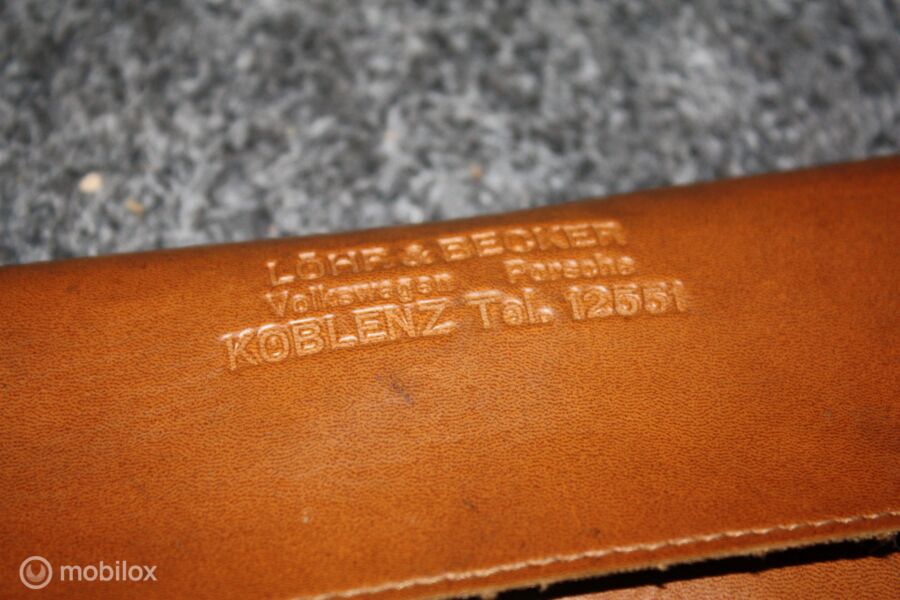 LÖHR & BECKER
Volkswagen Porsche
KOBLENZ Tel. 12551
mobilox